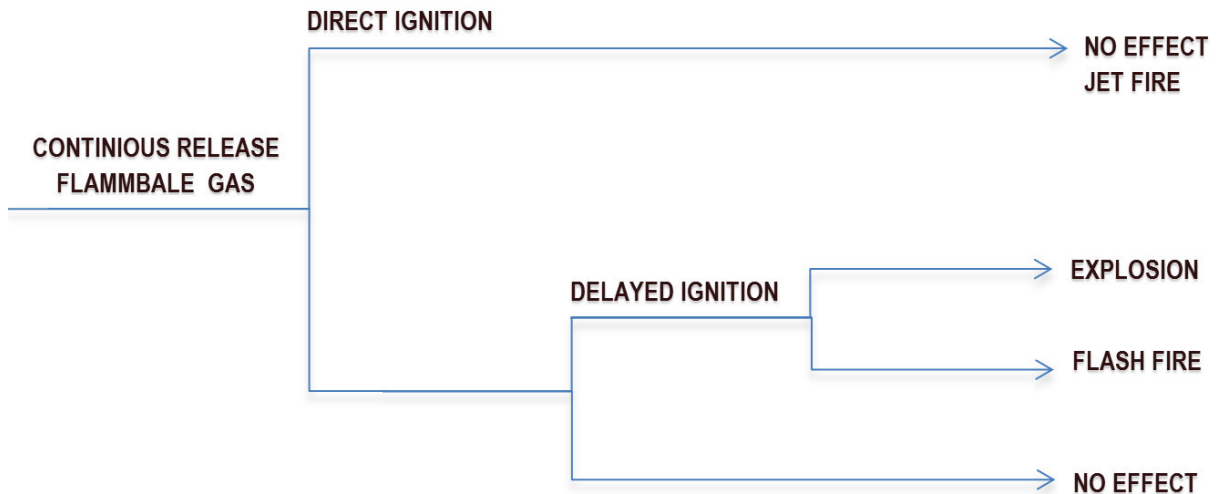 DIRECT IGNITION
NO EFFECT
JET FIRE
CONTINIOUS RELEASE
FLAMMBALE GAS
EXPLOSION
DELAYED IGNITION
FLASH FIRE
NO EFFECT